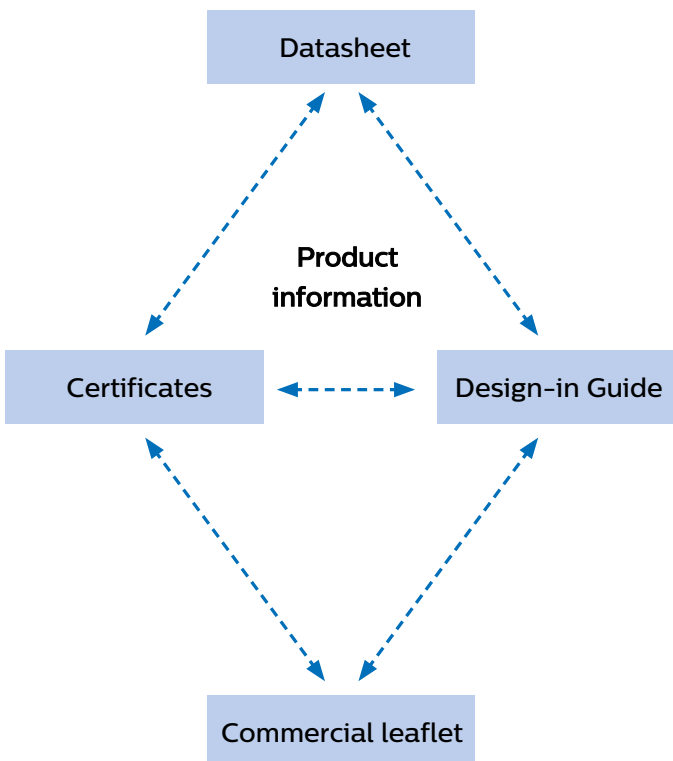 Datasheet
Product
information
Certificates
Design-in Guide
Commercial leaflet